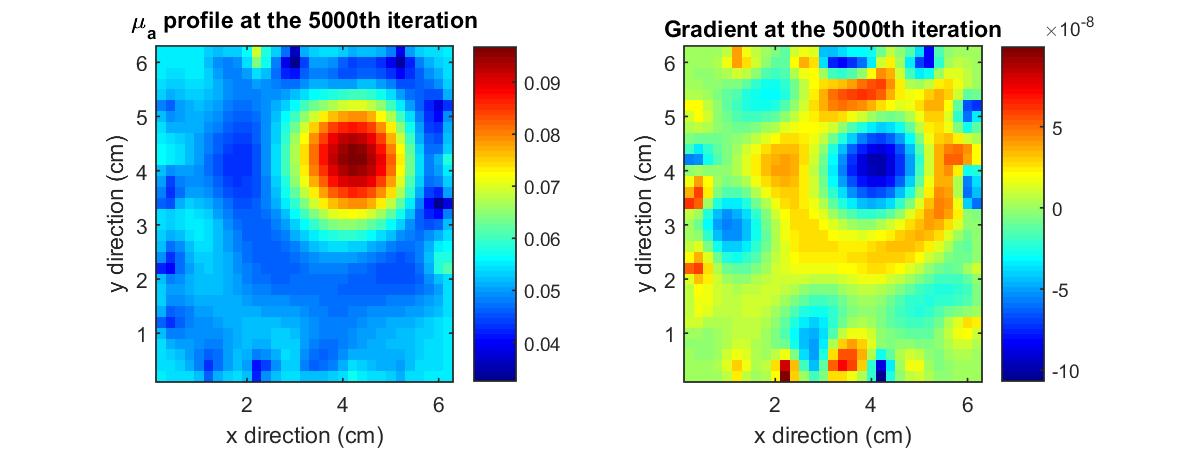 μa profile at the 5000th iteration
6
5
4
3
2
1
2 4 6
x direction (cm)
y direction (cm)
0.09
0.08
0.07
0.06
0.05
0.04
Gradient at the 5000th iteration
6
5
4
3
2
1
2 4 6
x direction (cm)
y direction (cm)
×10-8
5
0
-5
-10